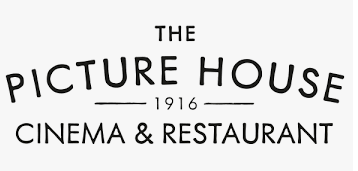 THE
PICTURE HOUSE
1916
CINEMA & RESTAURANT